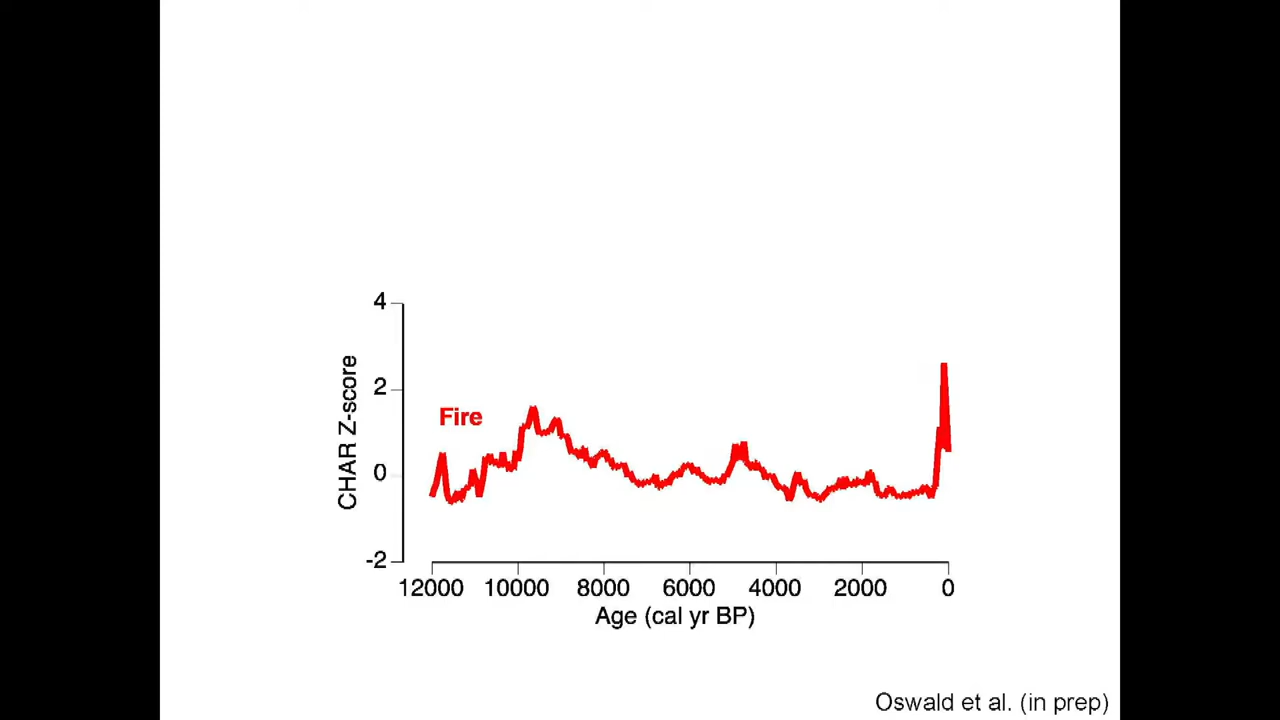 4
2
0
-2
CHAR Z-score
Fire
12000 10000 8000 6000 4000 2000 0
Age (cal yr BP)
Oswald et al. (in prep)